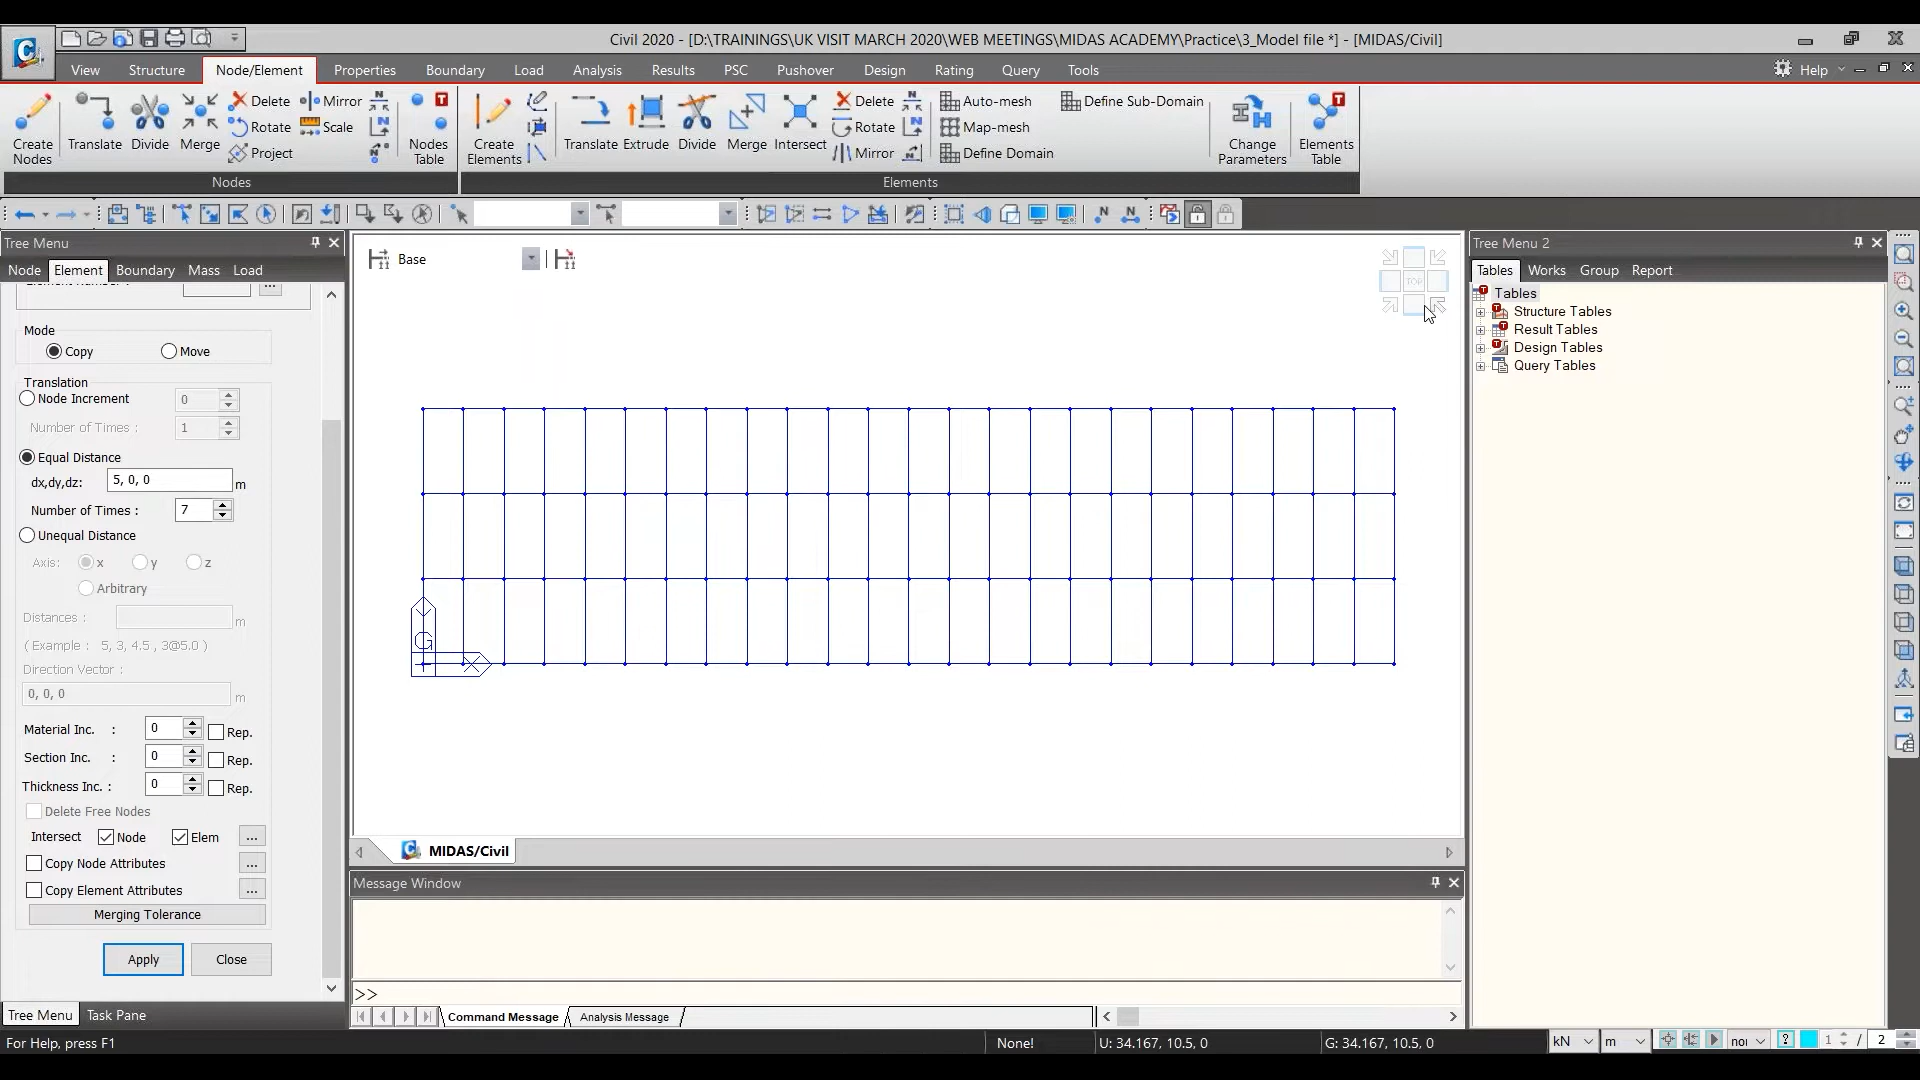 Civil 2020 - [D:\TRAININGS\UK VISIT MARCH 2020\WEB MEETINGS\MIDAS ACADEMY\Practice\3_Model file *] - [MIDAS/Civil]
View Structure Node/Element Properties Boundary Load Analysis Results PSC Pushover Design Rating Query Tools Help
Create Nodes Translate Divide Merge Delete Rotate Project Mirror Scale Nodes Table
Create Elements Translate Extrude Divide Merge Intersect Delete Rotate Mirror Auto-mesh Map-mesh Define Domain Define Sub-Domain Change Parameters Elements Table
Nodes Elements
Tree Menu
Node Element Boundary Mass Load
Element Number : ...
Mode
Copy Move
Translation
Node Increment 0
Number of Times : 1
Equal Distance
dx,dy,dz: 5, 0, 0 m
Number of Times : 7
Unequal Distance
Axis: x y z
Arbitrary
Distances : m
( Example : 5, 3, 4.5 , 3@5.0 )
Direction Vector :
0, 0, 0 m
Material Inc. : 0 Rep.
Section Inc. : 0 Rep.
Thickness Inc. : 0 Rep.
Delete Free Nodes
Intersect Node Elem ...
Copy Node Attributes ...
Copy Element Attributes ...
Merging Tolerance
Apply Close
Tree Menu Task Pane
Base
TOP
G
X
MIDAS/Civil
Message Window
>>
Command Message Analysis Message
Tree Menu 2
Tables Works Group Report
Tables
Structure Tables
Result Tables
Design Tables
Query Tables
For Help, press F1 None! U: 34.167, 10.5, 0 G: 34.167, 10.5, 0 kN m nor ? 1 / 2